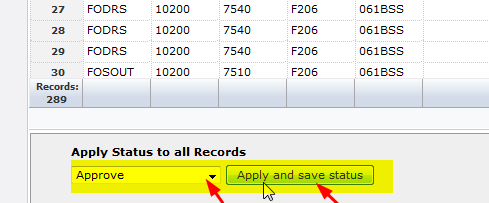 27 FODRS 10200 7540 F206 061BSS
28 FODRS 10200 7540 F206 061BSS
29 FODRS 10200 7540 F206 061BSS
30 FOSOUT 10200 7510 F206 061BSS
Records:
289
Apply Status to all Records
Approve Apply and save status